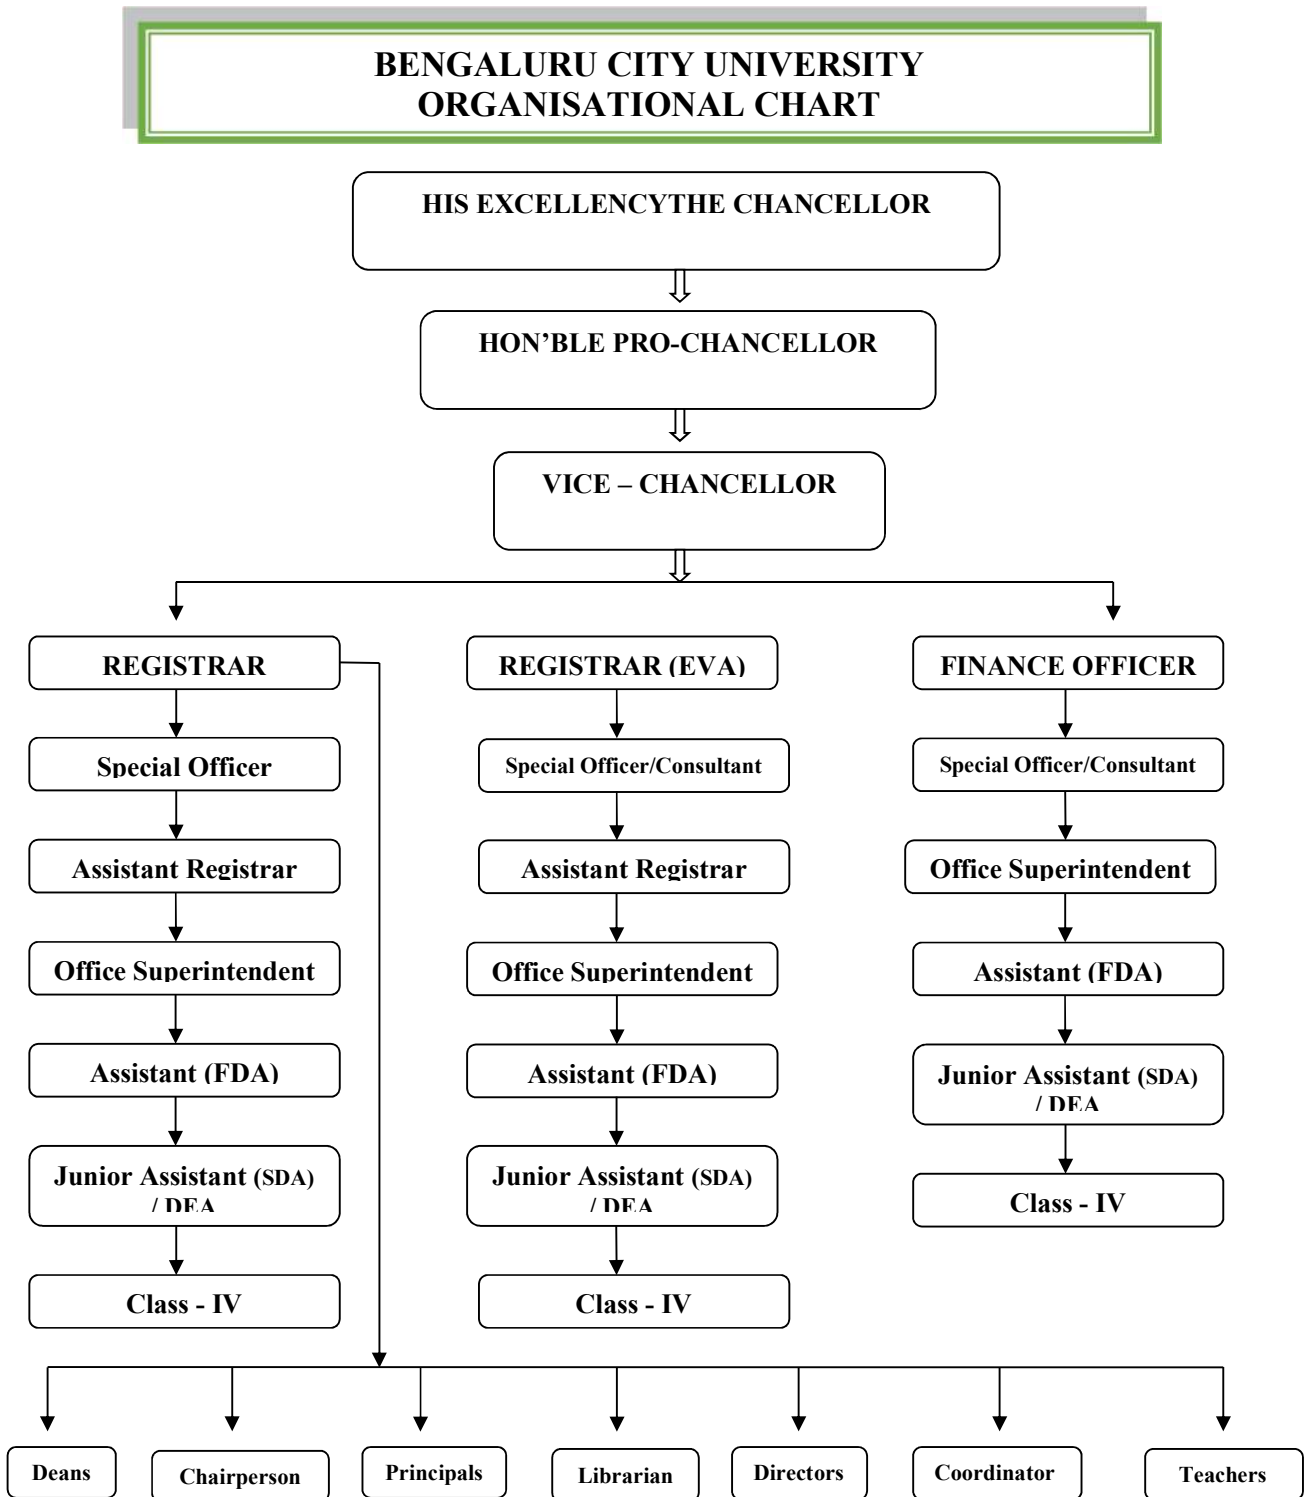 BENGALURU CITY UNIVERSITY
ORGANISATIONAL CHART
HIS EXCELLENCYTHE CHANCELLOR
HON’BLE PRO-CHANCELLOR
VICE – CHANCELLOR
REGISTRAR
REGISTRAR (EVA)
FINANCE OFFICER
Special Officer
Special Officer/Consultant
Special Officer/Consultant
Assistant Registrar
Assistant Registrar
Office Superintendent
Office Superintendent
Office Superintendent
Assistant (FDA)
Assistant (FDA)
Assistant (FDA)
Junior Assistant (SDA)
/ DEA
Junior Assistant (SDA)
/ DEA
Junior Assistant (SDA)
/ DEA
Class - IV
Class - IV
Class - IV
Deans
Chairperson
Principals
Librarian
Directors
Coordinator
Teachers